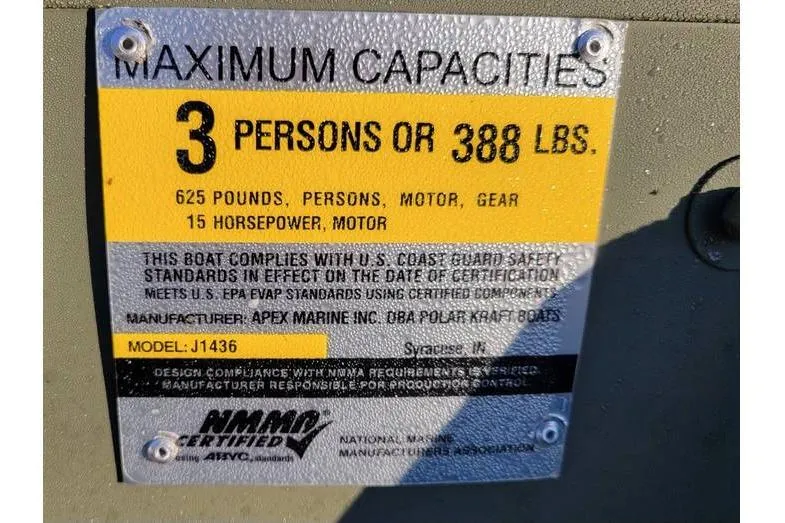 MAXIMUM CAPACITIES
3 PERSONS OR 388 LBS.
625 POUNDS, PERSONS, MOTOR, GEAR
15 HORSEPOWER, MOTOR
THIS BOAT COMPLIES WITH U.S. COAST GUARD SAFETY
STANDARDS IN EFFECT ON THE DATE OF CERTIFICATION
MEETS U.S. EPA EVAP STANDARDS USING CERTIFIED COMPONENTS
MANUFACTURER: APEX MARINE INC. DBA POLAR KRAFT BOATS
MODEL: J1436 Syracuse, IN
DESIGN COMPLIANCE WITH NMMA REQUIREMENTS IS VERIFIED.
MANUFACTURER RESPONSIBLE FOR PRODUCTION CONTROL.
NMMA®
CERTIFIED
using ABYC, standards
NATIONAL MARINE
MANUFACTURERS ASSOCIATION